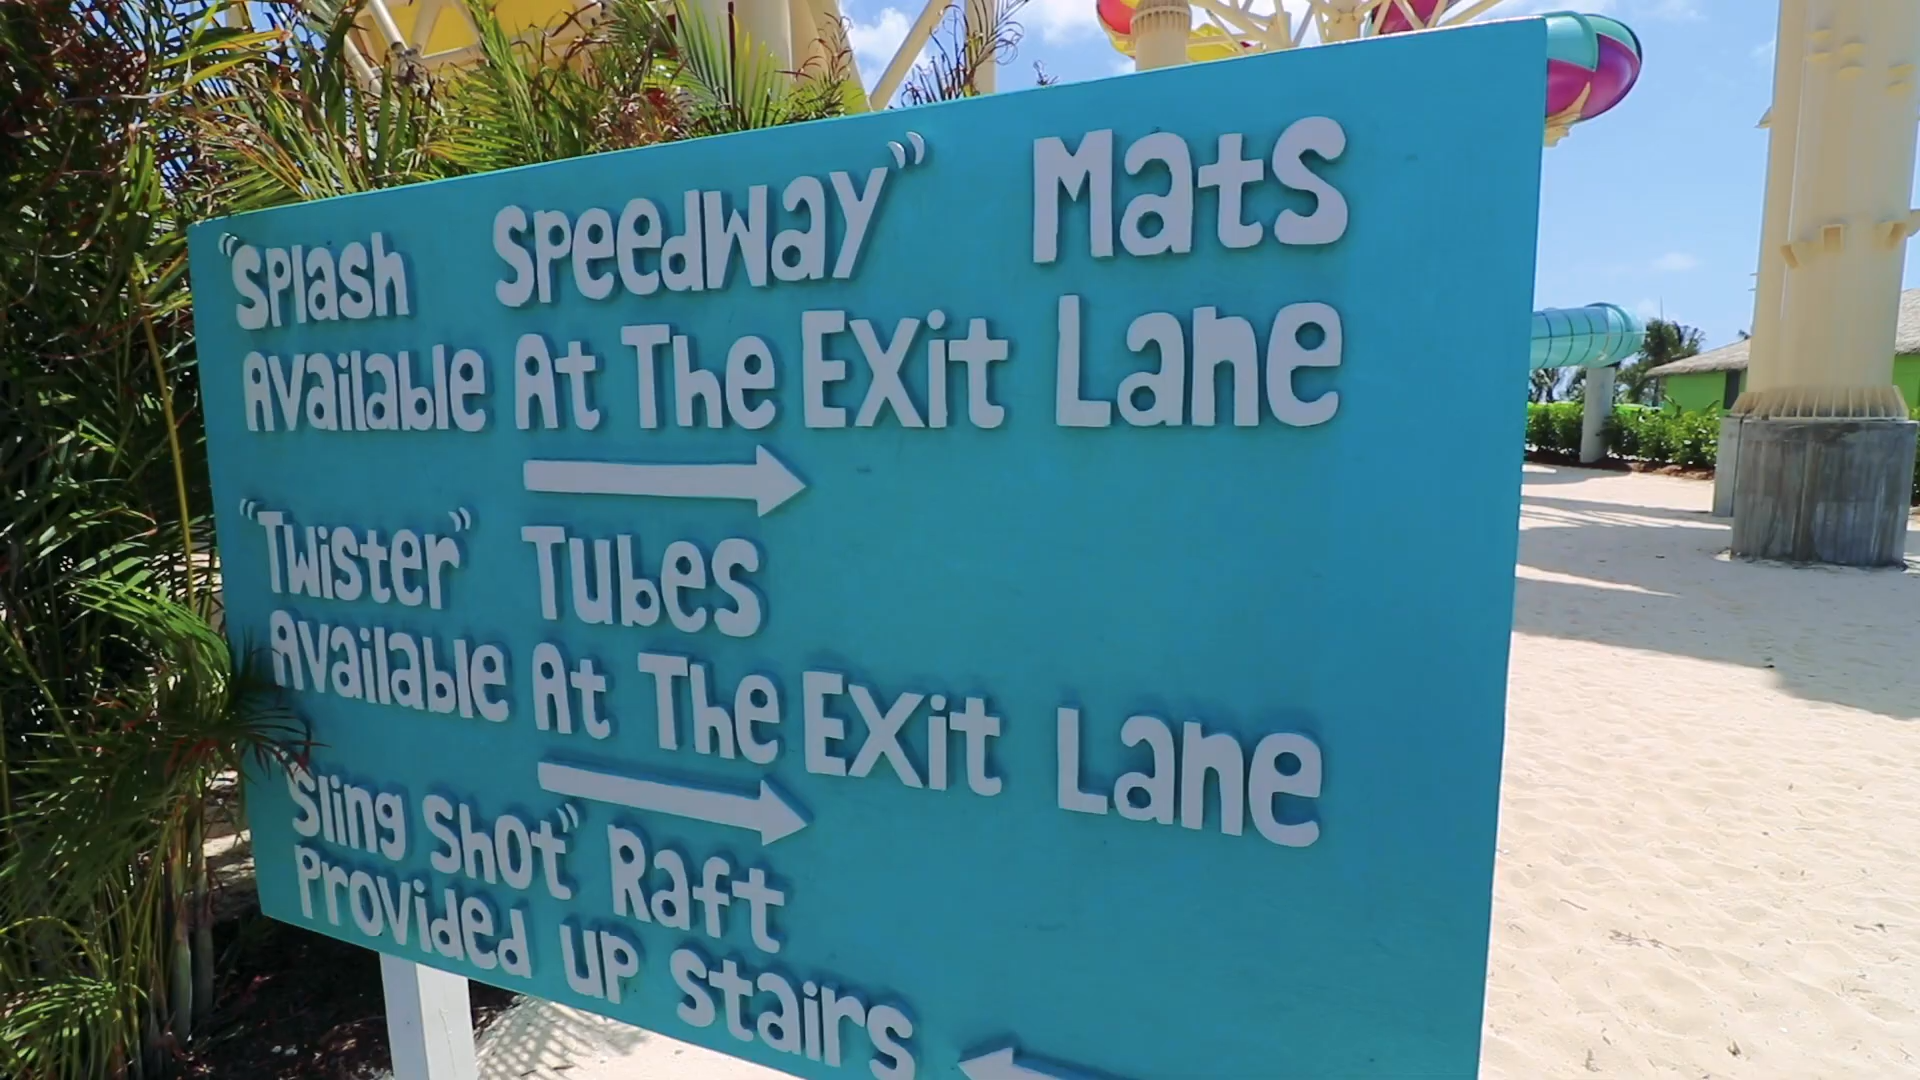 "Splash Speedway" Mats
Available At The Exit Lane
"Twister" Tubes
Available At The Exit Lane
"Sling Shot" Raft
Provided Up Stairs